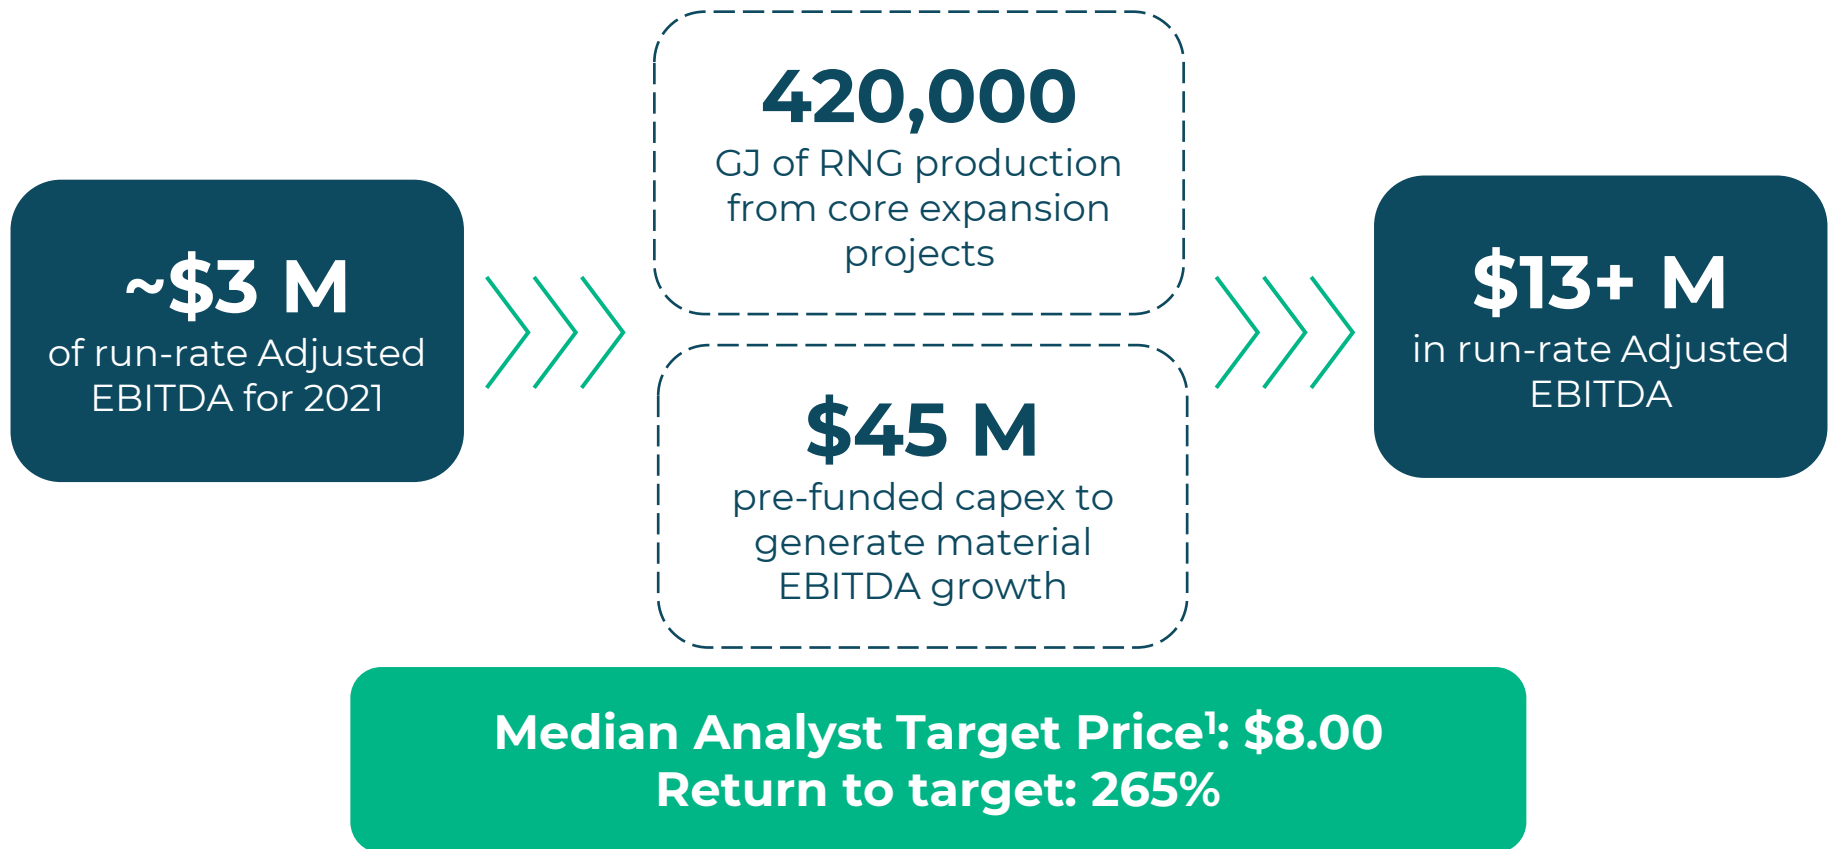 ~$3 M
of run-rate Adjusted
EBITDA for 2021
420,000
GJ of RNG production
from core expansion
projects
$45 M
pre-funded capex to
generate material
EBITDA growth
$13+ M
in run-rate Adjusted
EBITDA
Median Analyst Target Price¹: $8.00
Return to target: 265%